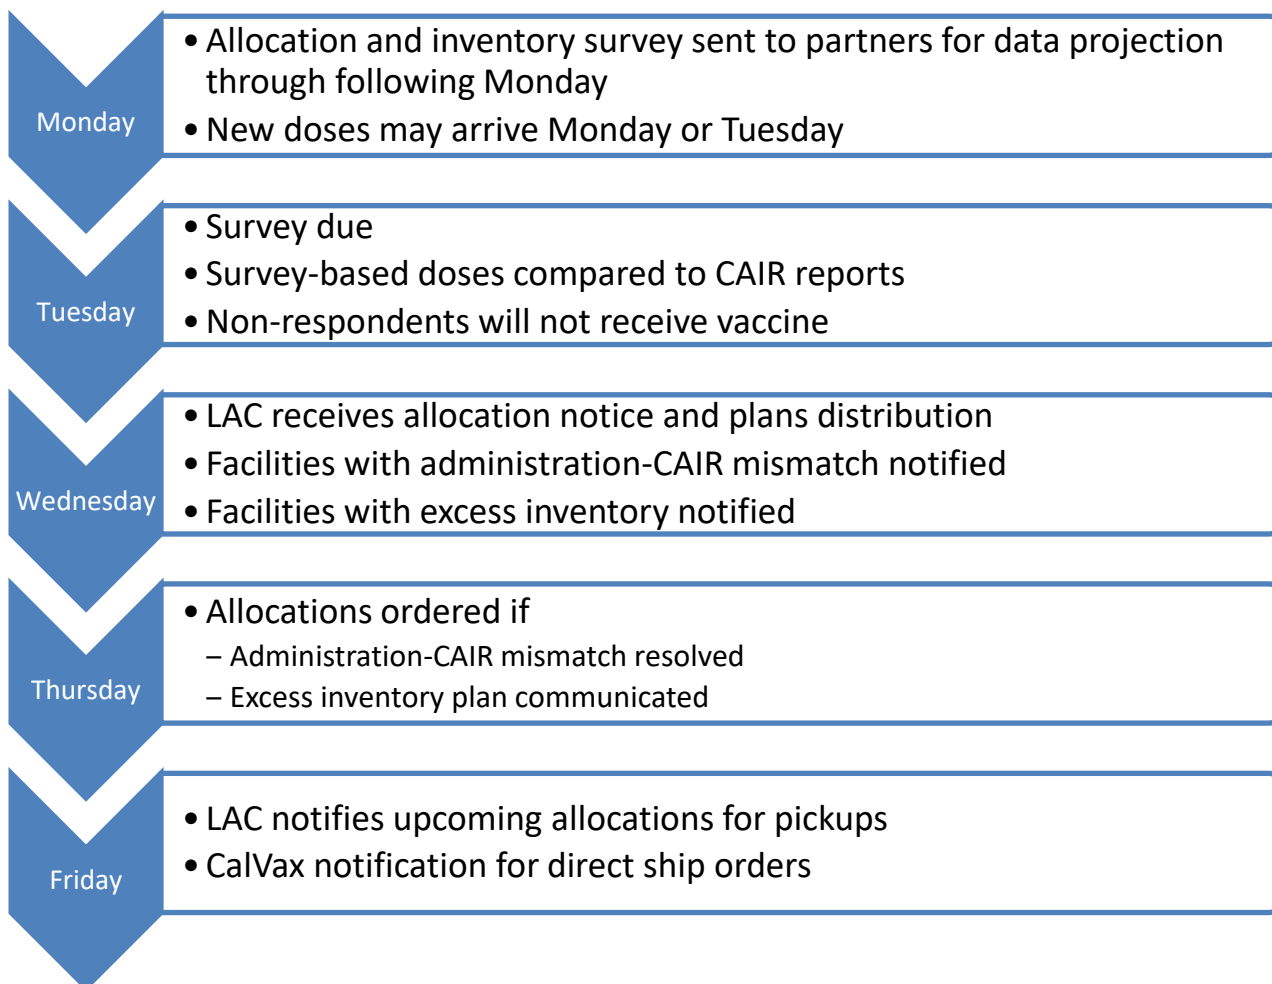 Monday
• Allocation and inventory survey sent to partners for data projection
through following Monday
• New doses may arrive Monday or Tuesday
Tuesday
• Survey due
• Survey-based doses compared to CAIR reports
• Non-respondents will not receive vaccine
Wednesday
• LAC receives allocation notice and plans distribution
• Facilities with administration-CAIR mismatch notified
• Facilities with excess inventory notified
Thursday
• Allocations ordered if
– Administration-CAIR mismatch resolved
– Excess inventory plan communicated
Friday
• LAC notifies upcoming allocations for pickups
• CalVax notification for direct ship orders